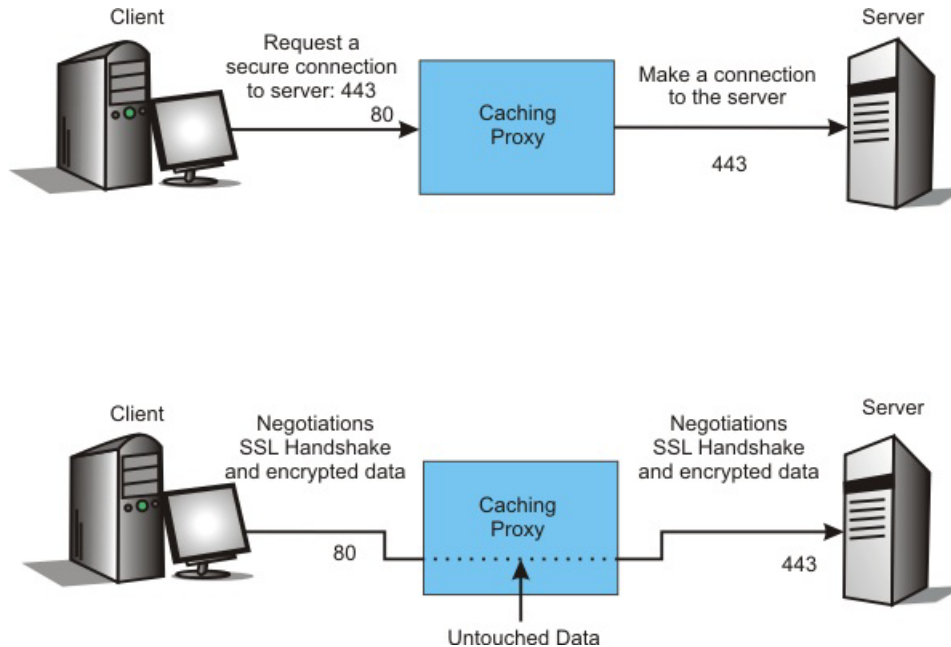 Client
Server
Request a
secure connection
to server: 443
80
Caching
Proxy
Make a connection
to the server
443
Client
Server
Negotiations
SSL Handshake
and encrypted data
Negotiations
SSL Handshake
and encrypted data
Caching
Proxy
80
443
Untouched Data